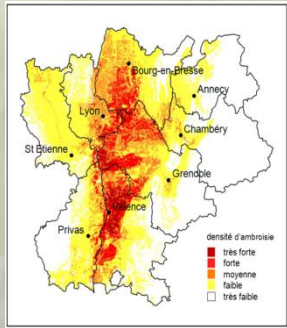 Bourg-en-Bresse
Annecy
Lyon
Chambéry
St Etienne
Grenoble
Valence
Privas
densité d'ambroisie
très forte
forte
moyenne
faible
très faible